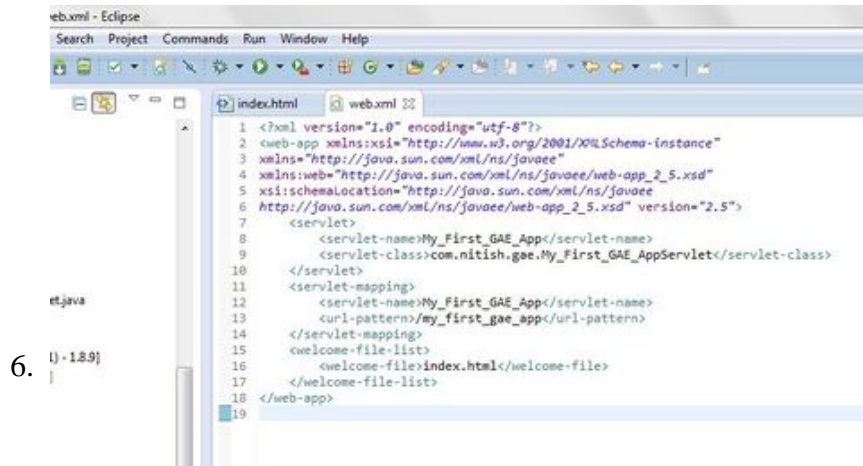 eb.xml - Eclipse
Search Project Commands Run Window Help
index.html web.xml
1 <?xml version="1.0" encoding="utf-8"?>
2 <web-app xmlns:xsi="http://www.w3.org/2001/XMLSchema-instance"
3 xmlns="http://java.sun.com/xml/ns/javaee"
4 xmlns:web="http://java.sun.com/xml/ns/javaee/web-app_2_5.xsd"
5 xsi:schemaLocation="http://java.sun.com/xml/ns/javaee
6 http://java.sun.com/xml/ns/javaee/web-app_2_5.xsd" version="2.5">
7 <servlet>
8 <servlet-name>My_First_GAE_App</servlet-name>
9 <servlet-class>com.nitish.gae.My_First_GAE_AppServlet</servlet-class>
10 </servlet>
11 <servlet-mapping>
et.java
12 <servlet-name>My_First_GAE_App</servlet-name>
13 <url-pattern>/my_first_gae_app</url-pattern>
14 </servlet-mapping>
15 <welcome-file-list>
6. ) - 1.8.9]
16 <welcome-file>index.html</welcome-file>
17 </welcome-file-list>
18 </web-app>
19